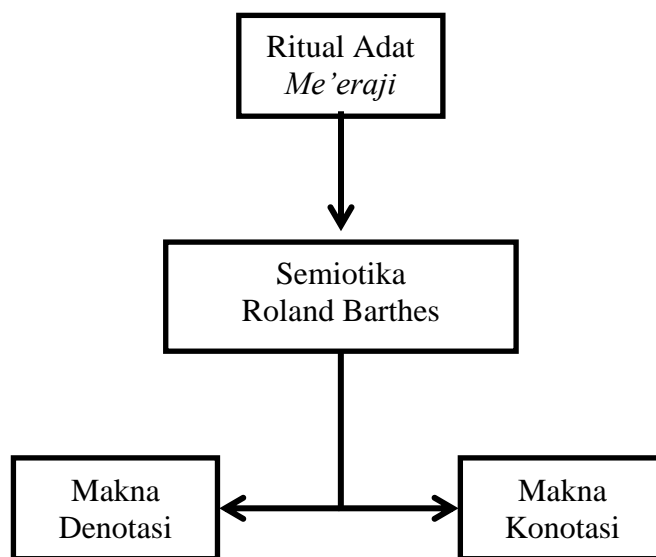 Ritual Adat
Me’eraji
Semiotika
Roland Barthes
Makna
Denotasi
Makna
Konotasi